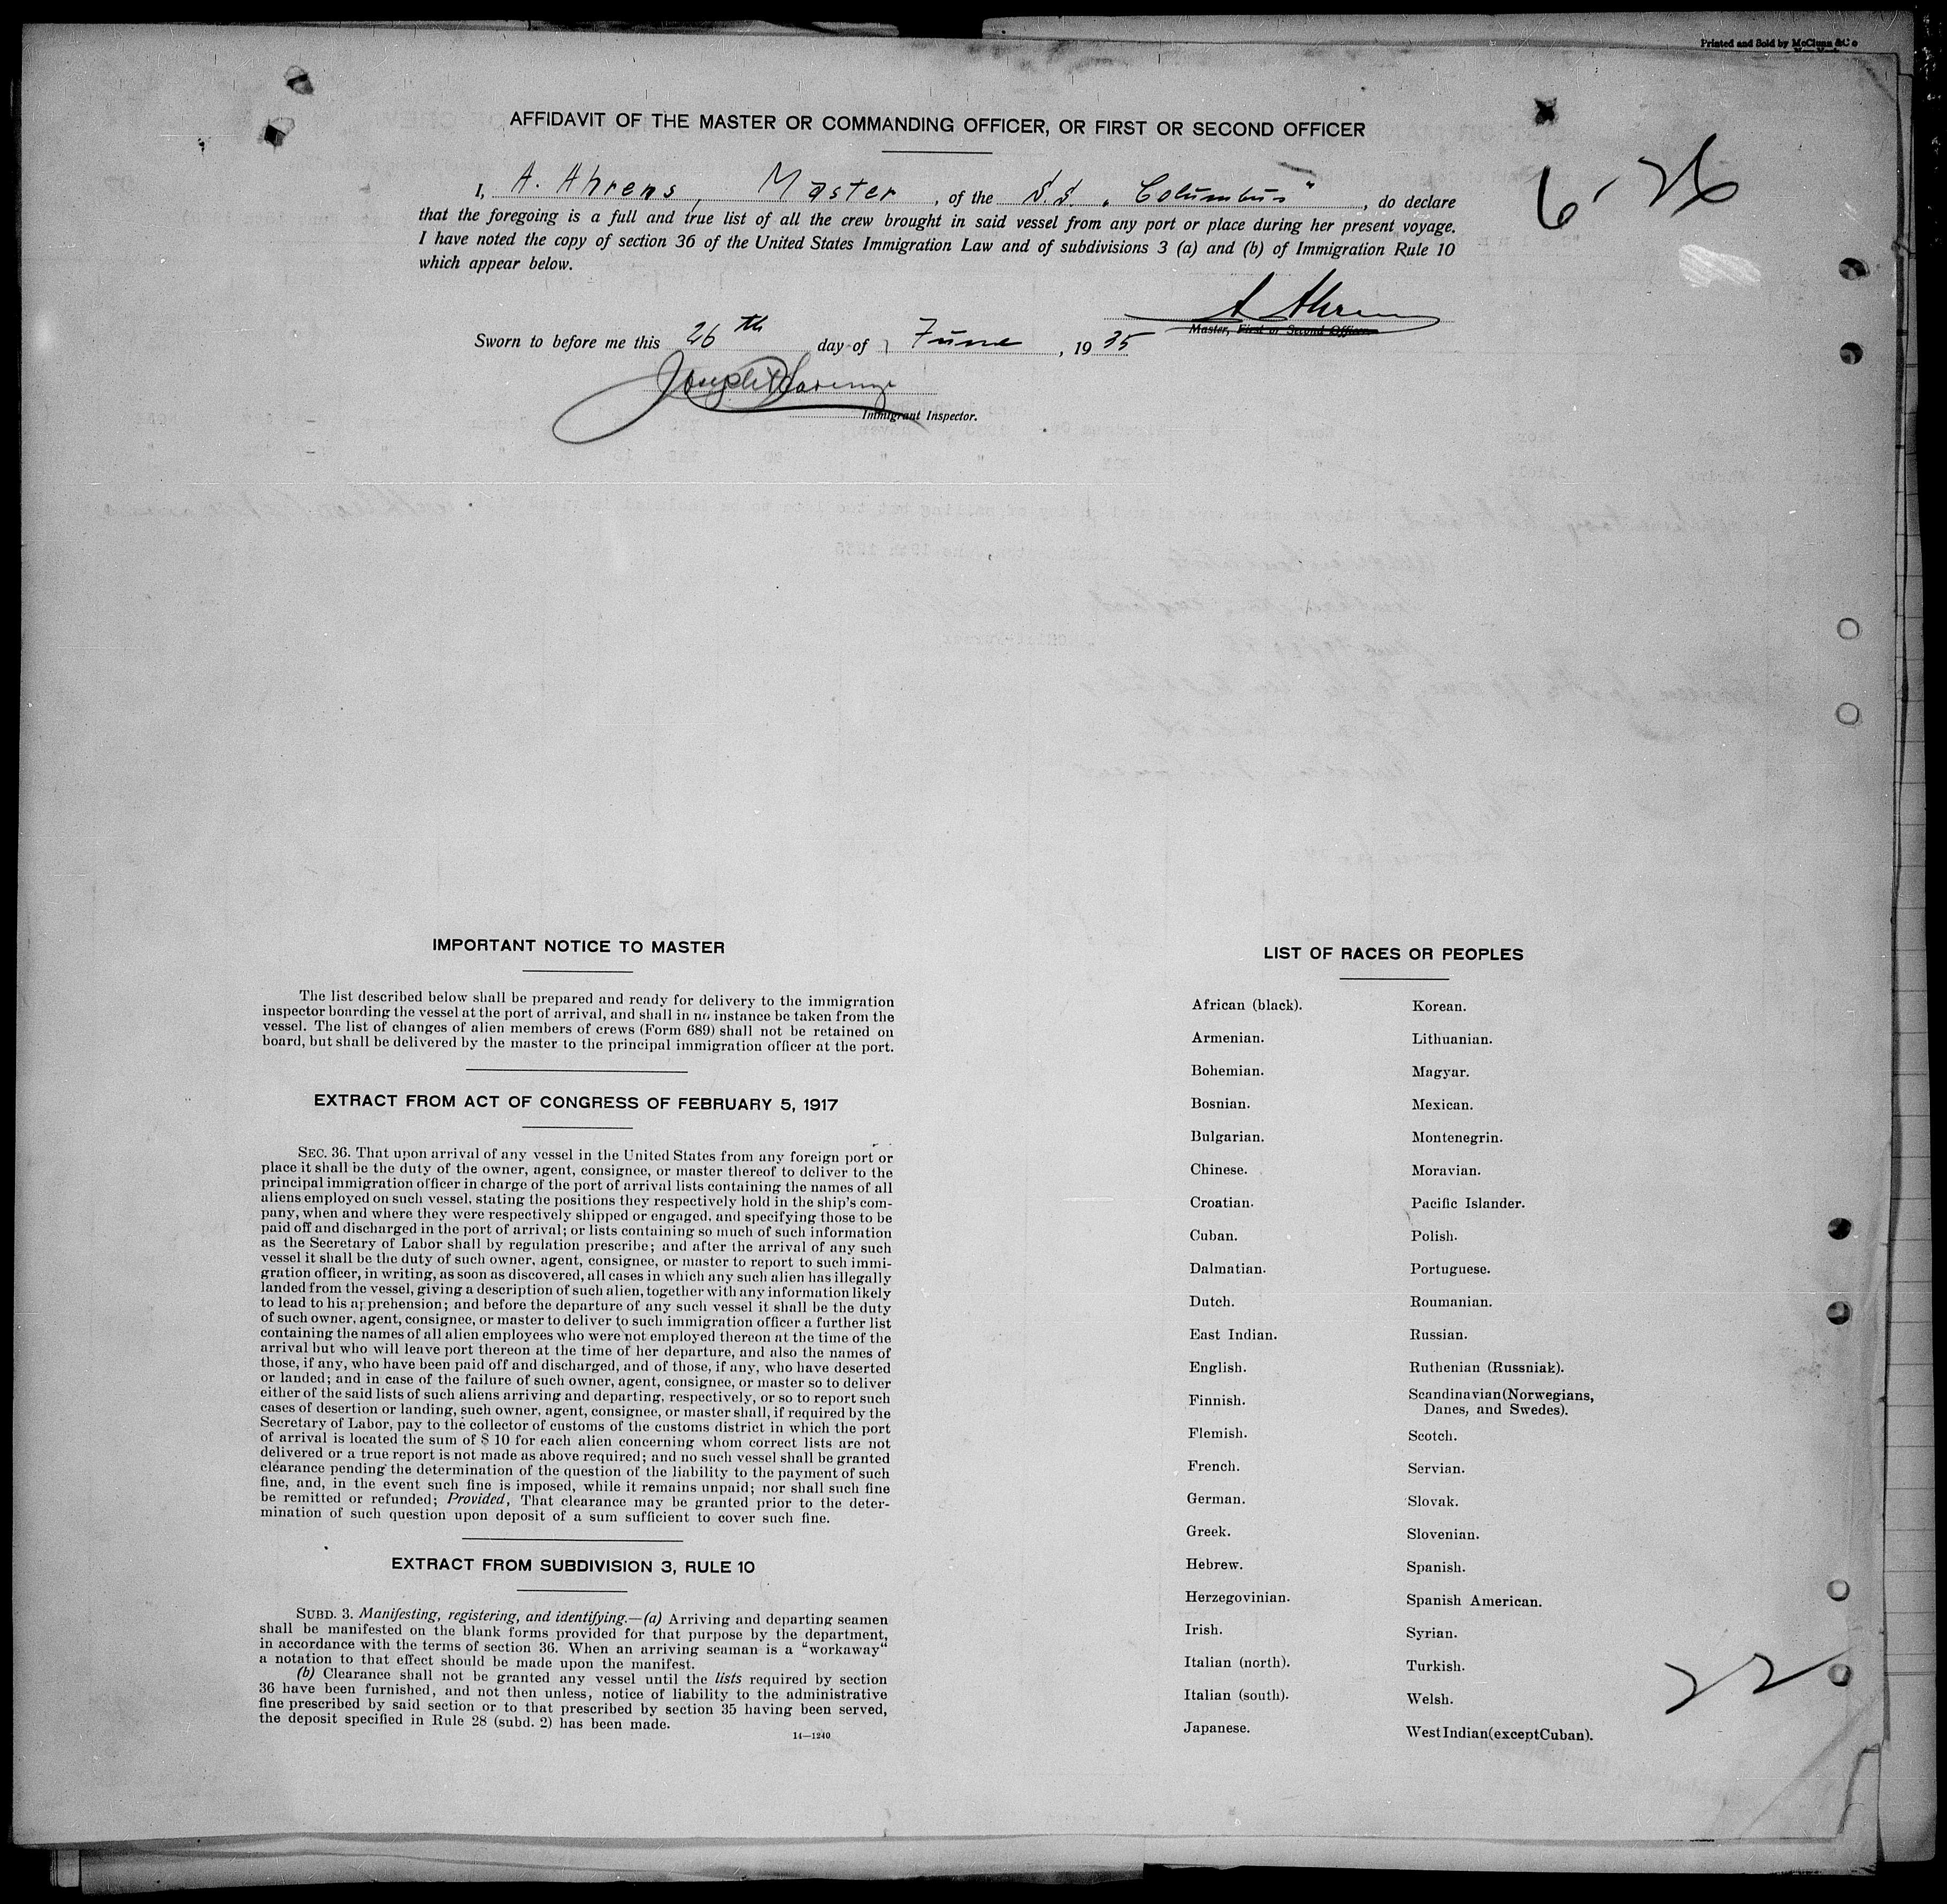 Printed and Sold by McClunn & Co
AFFIDAVIT OF THE MASTER OR COMMANDING OFFICER, OR FIRST OR SECOND OFFICER
6-26
I, A. Ahrens, Master, of the S.S. „Columbus", do declare
that the foregoing is a full and true list of all the crew brought in said vessel from any port or place during her present voyage.
I have noted the copy of section 36 of the United States Immigration Law and of subdivisions 3 (a) and (b) of Immigration Rule 10
which appear below.
A Ahrens
Master, First or Second Officer.
Sworn to before me this 26th day of June, 1935
Immigrant Inspector.
IMPORTANT NOTICE TO MASTER
The list described below shall be prepared and ready for delivery to the immigration
inspector boarding the vessel at the port of arrival, and shall in no instance be taken from the
vessel. The list of changes of alien members of crews (Form 689) shall not be retained on
board, but shall be delivered by the master to the principal immigration officer at the port.
EXTRACT FROM ACT OF CONGRESS OF FEBRUARY 5, 1917
SEC. 36. That upon arrival of any vessel in the United States from any foreign port or
place it shall be the duty of the owner, agent, consignee, or master thereof to deliver to the
principal immigration officer in charge of the port of arrival lists containing the names of all
aliens employed on such vessel, stating the positions they respectively hold in the ship's com-
pany, when and where they were respectively shipped or engaged, and specifying those to be
paid off and discharged in the port of arrival; or lists containing so much of such information
as the Secretary of Labor shall by regulation prescribe; and after the arrival of any such
vessel it shall be the duty of such owner, agent, consignee, or master to report to such immi-
gration officer, in writing, as soon as discovered, all cases in which any such alien has illegally
landed from the vessel, giving a description of such alien, together with any information likely
to lead to his apprehension; and before the departure of any such vessel it shall be the duty
of such owner, agent, consignee, or master to deliver to such immigration officer a further list
containing the names of all alien employees who were not employed thereon at the time of the
arrival but who will leave port thereon at the time of her departure, and also the names of
those, if any, who have been paid off and discharged, and of those, if any, who have deserted
or landed; and in case of the failure of such owner, agent, consignee, or master so to deliver
either of the said lists of such aliens arriving and departing, respectively, or so to report such
cases of desertion or landing, such owner, agent, consignee, or master shall, if required by the
Secretary of Labor, pay to the collector of customs of the customs district in which the port
of arrival is located the sum of $ 10 for each alien concerning whom correct lists are not
delivered or a true report is not made as above required; and no such vessel shall be granted
clearance pending the determination of the question of the liability to the payment of such
fine, and, in the event such fine is imposed, while it remains unpaid; nor shall such fine
be remitted or refunded; Provided, That clearance may be granted prior to the deter-
mination of such question upon deposit of a sum sufficient to cover such fine.
EXTRACT FROM SUBDIVISION 3, RULE 10
SUBD. 3. Manifesting, registering, and identifying.—(a) Arriving and departing seamen
shall be manifested on the blank forms provided for that purpose by the department,
in accordance with the terms of section 36. When an arriving seaman is a “workaway“
a notation to that effect should be made upon the manifest.
(b) Clearance shall not be granted any vessel until the lists required by section
36 have been furnished, and not then unless, notice of liability to the administrative
fine prescribed by said section or to that prescribed by section 35 having been served,
the deposit specified in Rule 28 (subd. 2) has been made.
14—1240
LIST OF RACES OR PEOPLES
African (black).
Armenian.
Bohemian.
Bosnian.
Bulgarian.
Chinese.
Croatian.
Cuban.
Dalmatian.
Dutch.
East Indian.
English.
Finnish.
Flemish.
French.
German.
Greek.
Hebrew.
Herzegovinian.
Irish.
Italian (north).
Italian (south).
Japanese.
Korean.
Lithuanian.
Magyar.
Mexican.
Montenegrin.
Moravian.
Pacific Islander.
Polish.
Portuguese.
Roumanian.
Russian.
Ruthenian (Russniak).
Scandinavian (Norwegians,
Danes, and Swedes).
Scotch.
Servian.
Slovak.
Slovenian.
Spanish.
Spanish American.
Syrian.
Turkish.
Welsh.
West Indian (except Cuban).
22